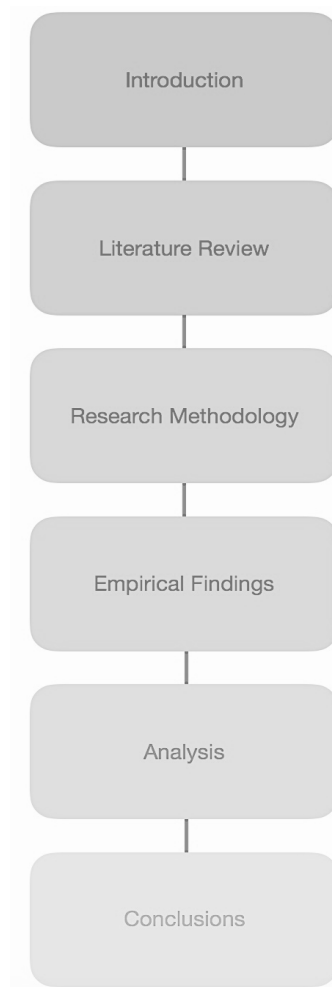 Introduction
Literature Review
Research Methodology
Empirical Findings
Analysis
Conclusions